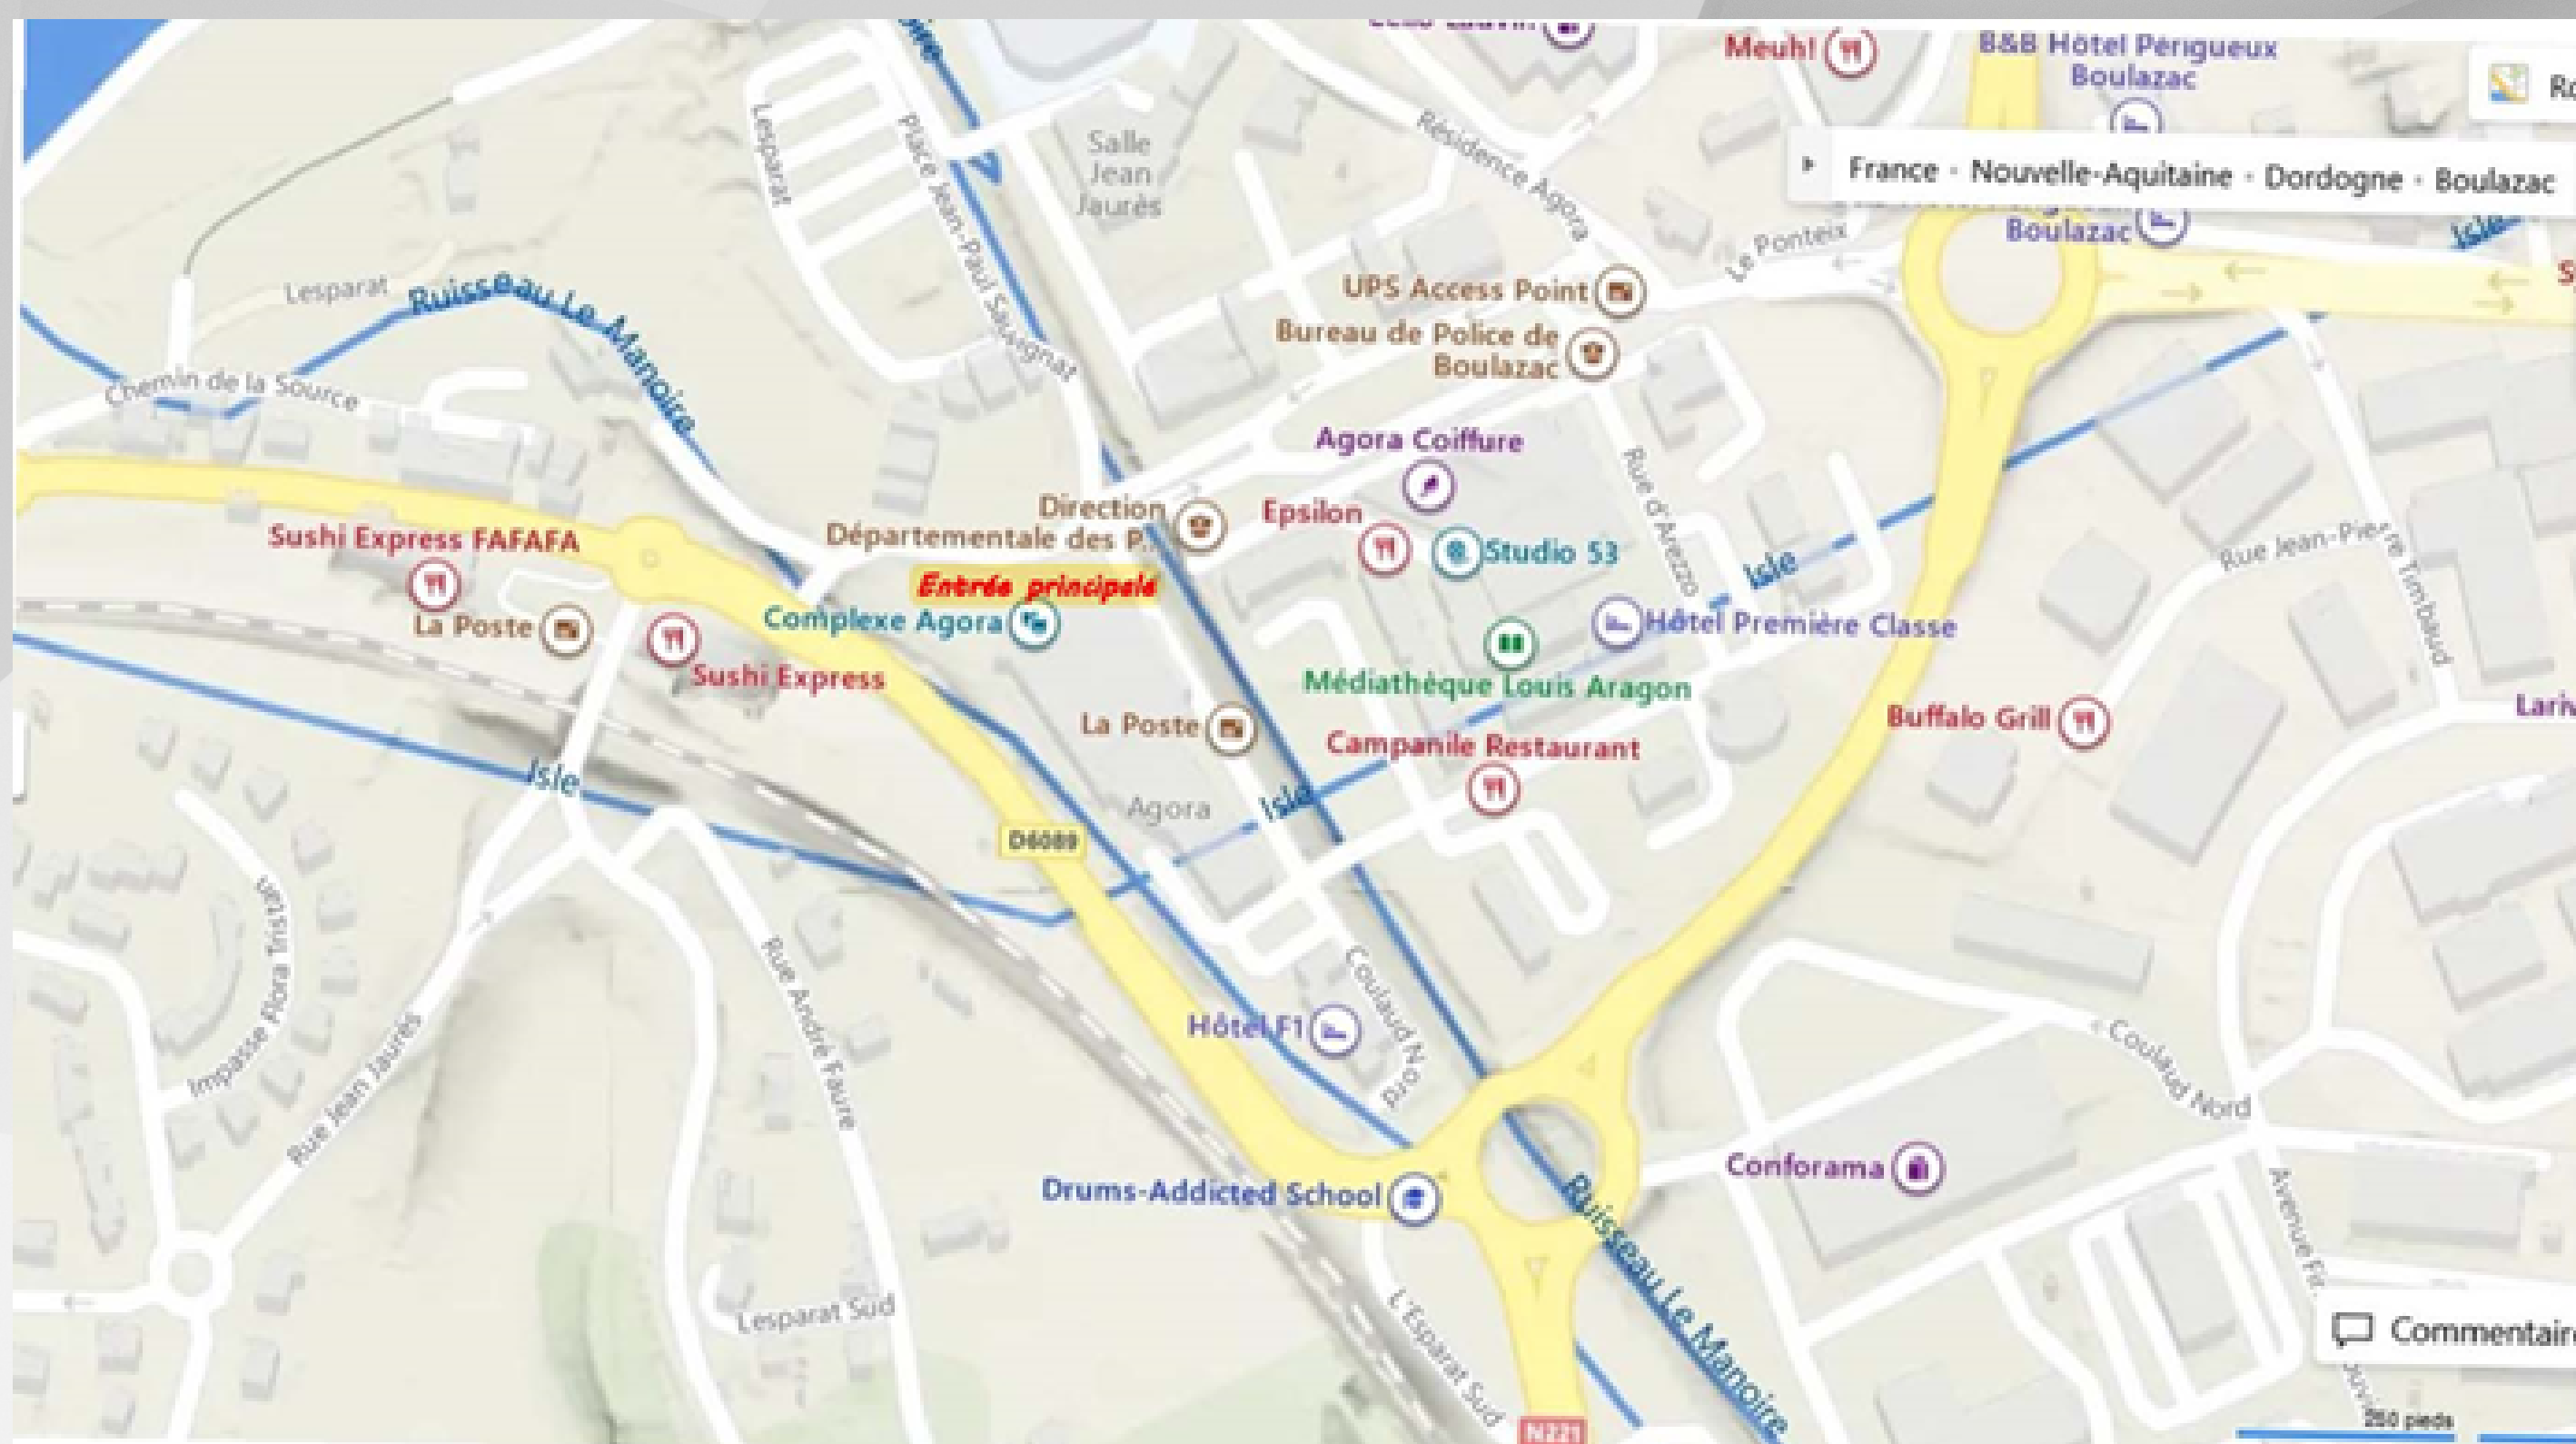 Meuh!
B&B Hôtel Périgueux
Boulazac
France · Nouvelle-Aquitaine · Dordogne · Boulazac
Boulazac
Isle
Salle
Jean
Jaurès
Lesparat
Place Jean-Paul Sauvignat
Résidence Agora
Le Ponteix
Lesparat
Ruisseau Le Manoire
UPS Access Point
Bureau de Police de
Boulazac
Chemin de la Source
Agora Coiffure
Rue d'Arezzo
Direction
Départementale des P...
Epsilon
Studio 53
Isle
Rue Jean-Pierre Timbaud
Sushi Express FAFAFA
Entrée principale
Complexe Agora
La Poste
Hôtel Première Classe
Sushi Express
Médiathèque Louis Aragon
La Poste
Buffalo Grill
Campanile Restaurant
Isle
Isle
Agora
D6089
Impasse Flora Tristan
Rue Jean Jaurès
Rue André Faure
Coulaud Nord
Hôtel F1
Coulaud Nord
Drums-Addicted School
Conforama
Ruisseau Le Manoire
Lesparat Sud
L'Esparat Sud
Avenue
N221
250 pieds